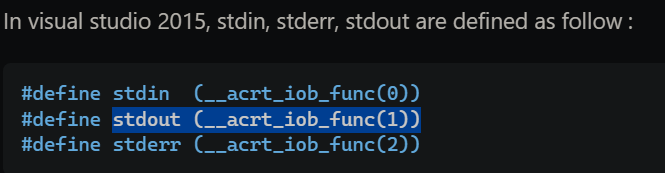 In visual studio 2015, stdin, stderr, stdout are defined as follow :
#define stdin  (__acrt_iob_func(0))
#define stdout (__acrt_iob_func(1))
#define stderr (__acrt_iob_func(2))